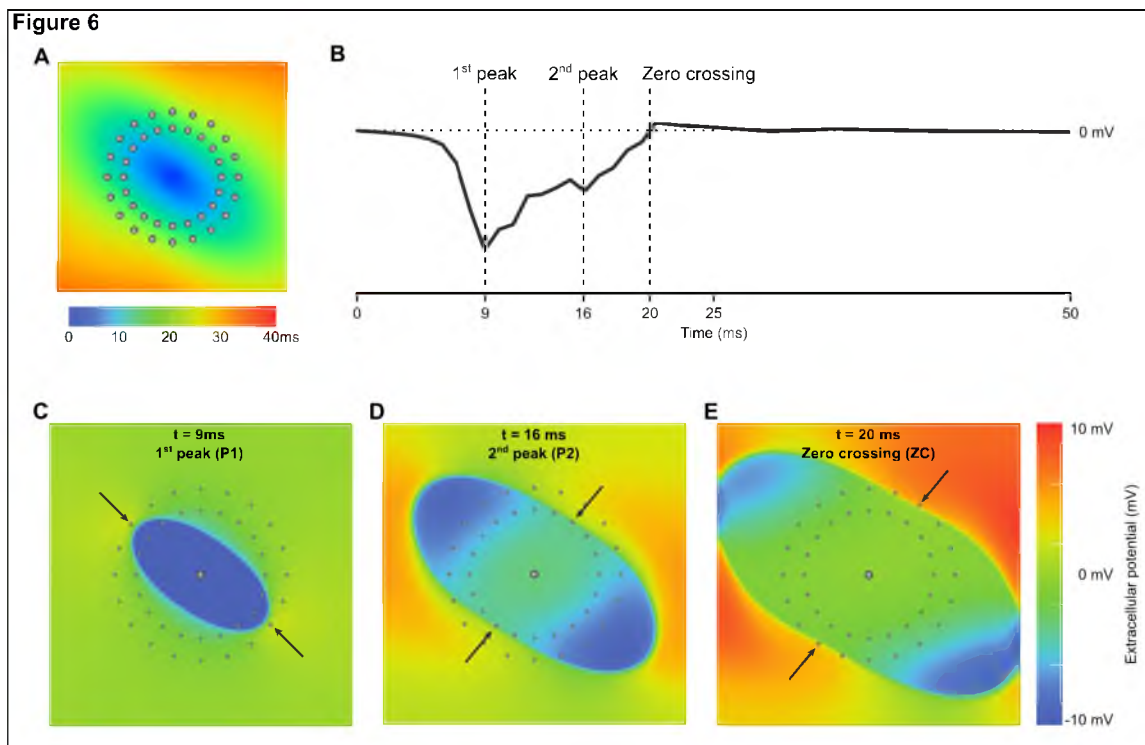 Figure 6
A
0 10 20 30 40ms
B
1st peak 2nd peak Zero crossing
0 mV
0 9 16 20 25 50
Time (ms)
C
t = 9ms
1st peak (P1)
D
t = 16 ms
2nd peak (P2)
E
t = 20 ms
Zero crossing (ZC)
10 mV
0 mV
-10 mV
Extracellular potential (mV)